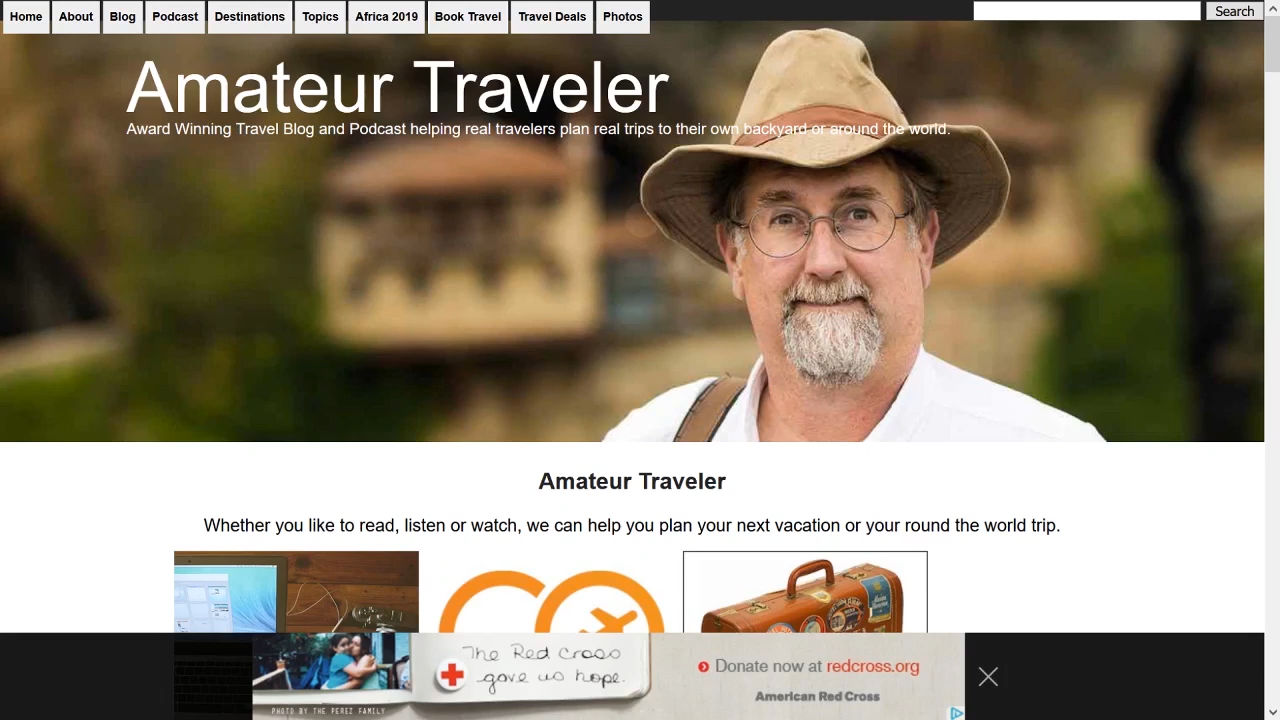 Home About Blog Podcast Destinations Topics Africa 2019 Book Travel Travel Deals Photos Search
Amateur Traveler
Award Winning Travel Blog and Podcast helping real travelers plan real trips to their own backyard or around the world.
Amateur Traveler
Whether you like to read, listen or watch, we can help you plan your next vacation or your round the world trip.
The Red Cross
gave us hope.
Donate now at redcross.org
American Red Cross
PHOTO BY THE PEREZ FAMILY